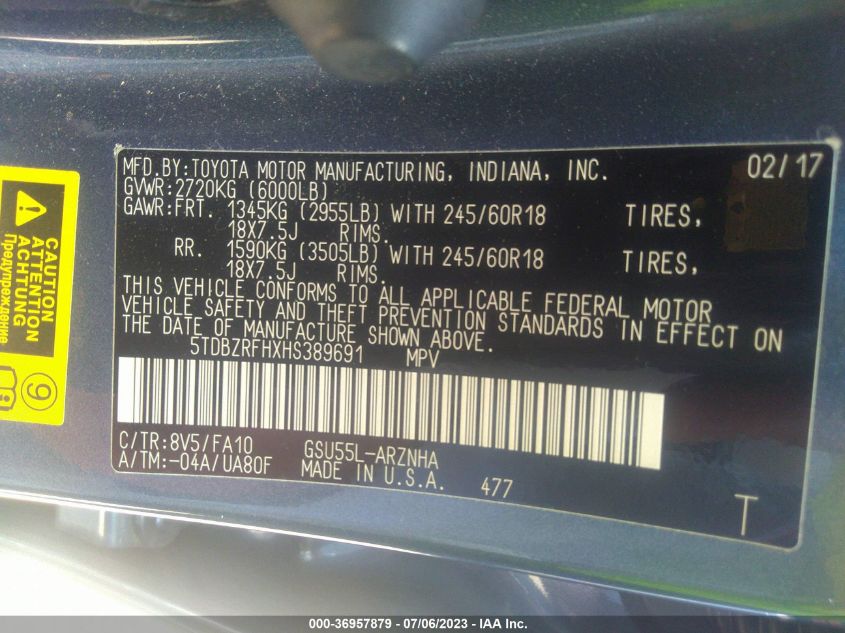 MFD.BY:TOYOTA MOTOR MANUFACTURING, INDIANA, INC. 02/17
GVWR:2720KG (6000LB)
GAWR:FRT. 1345KG (2955LB) WITH 245/60R18 TIRES,
18X7.5J RIMS.
RR. 1590KG (3505LB) WITH 245/60R18 TIRES,
18X7.5J RIMS.
THIS VEHICLE CONFORMS TO ALL APPLICABLE FEDERAL MOTOR
VEHICLE SAFETY AND THEFT PREVENTION STANDARDS IN EFFECT ON
THE DATE OF MANUFACTURE SHOWN ABOVE.
5TDBZRFHXHS389691 MPV
C/TR:8V5/FA10 GSU55L-ARZNHA
A/TM:-04A/UA80F MADE IN U.S.A. 477
T
CAUTION
ATTENTION
ACHTUNG
Предупреждение
9
000-36957879 / 07/06/2023 - IAA Inc.